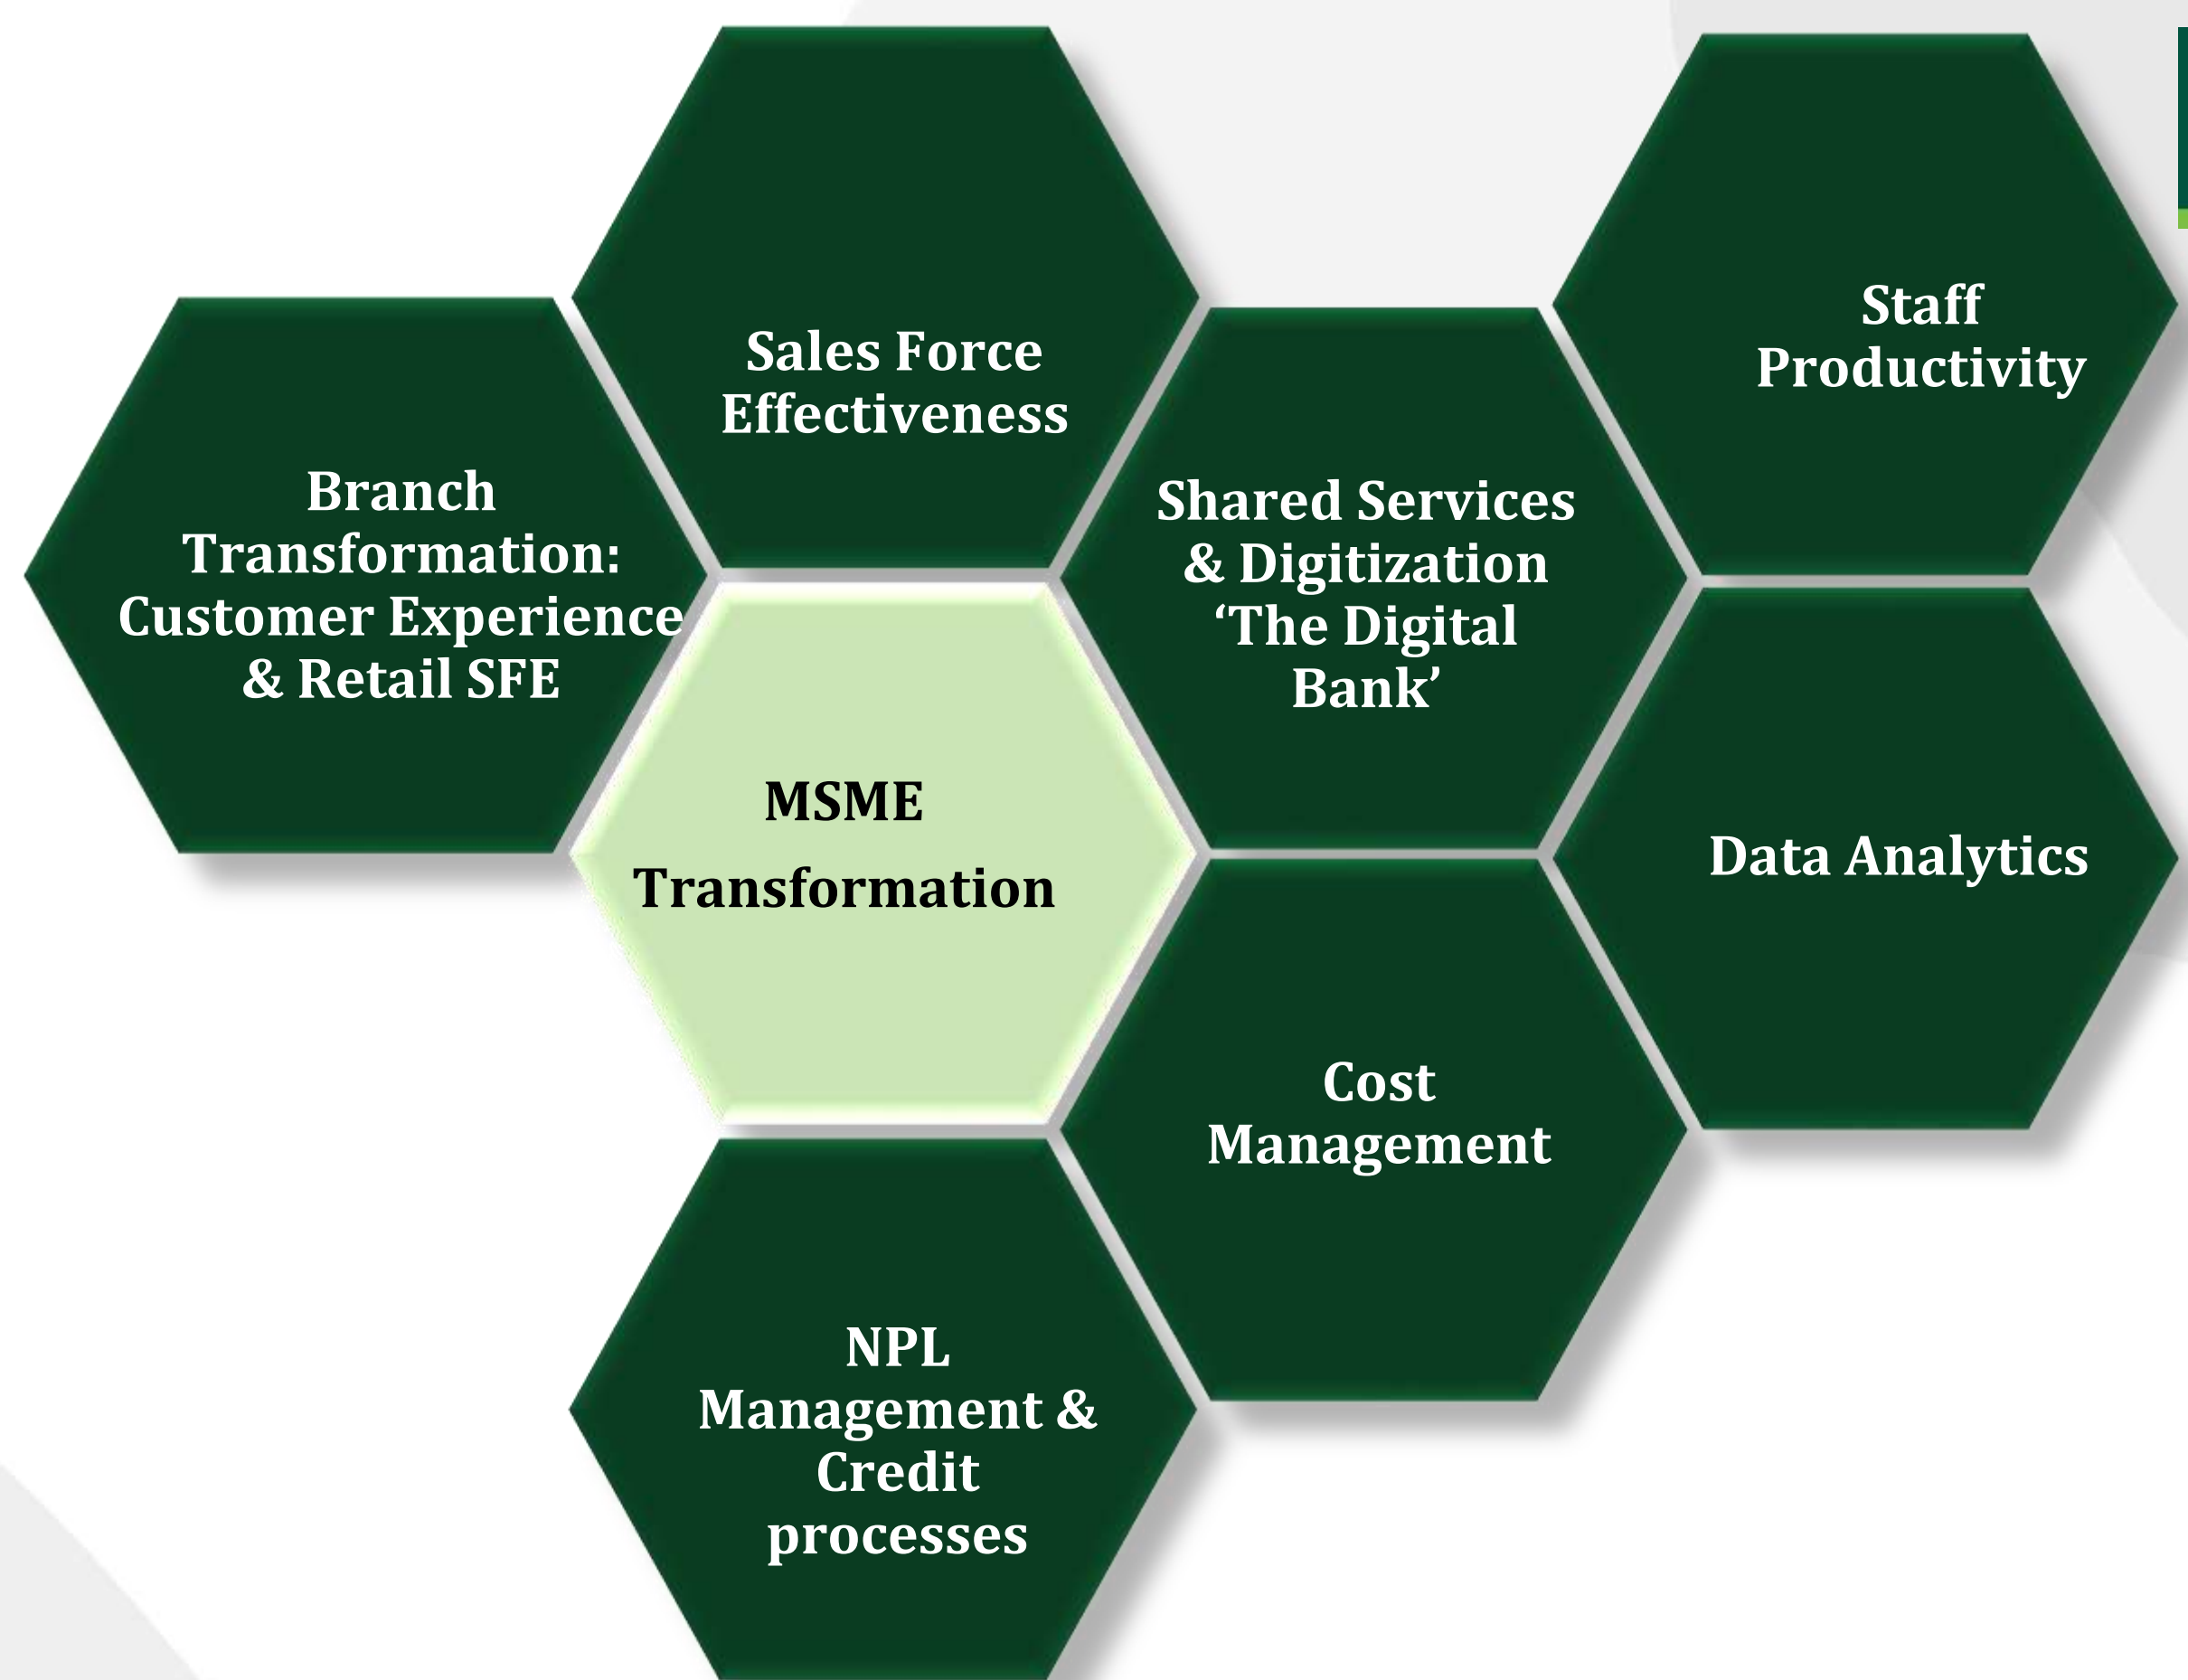 Sales Force
Effectiveness
Staff
Productivity
Branch
Transformation:
Customer Experience
& Retail SFE
Shared Services
& Digitization
‘The Digital
Bank’
MSME
Transformation
Data Analytics
Cost
Management
NPL
Management &
Credit
processes